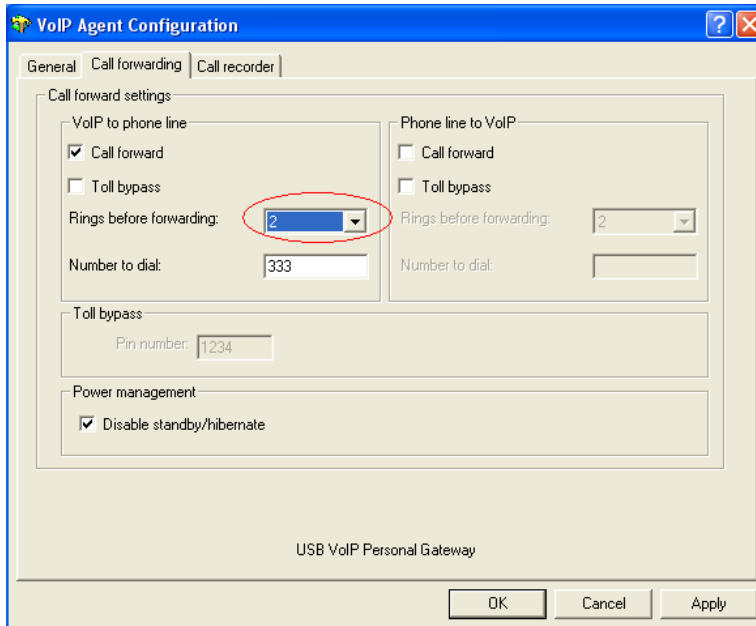 VoIP Agent Configuration
General Call forwarding Call recorder
Call forward settings
VoIP to phone line
Call forward
Toll bypass
Rings before forwarding: 2
Number to dial: 333
Phone line to VoIP
Call forward
Toll bypass
Rings before forwarding: 2
Number to dial:
Toll bypass
Pin number: 1234
Power management
Disable standby/hibernate
USB VoIP Personal Gateway
OK Cancel Apply